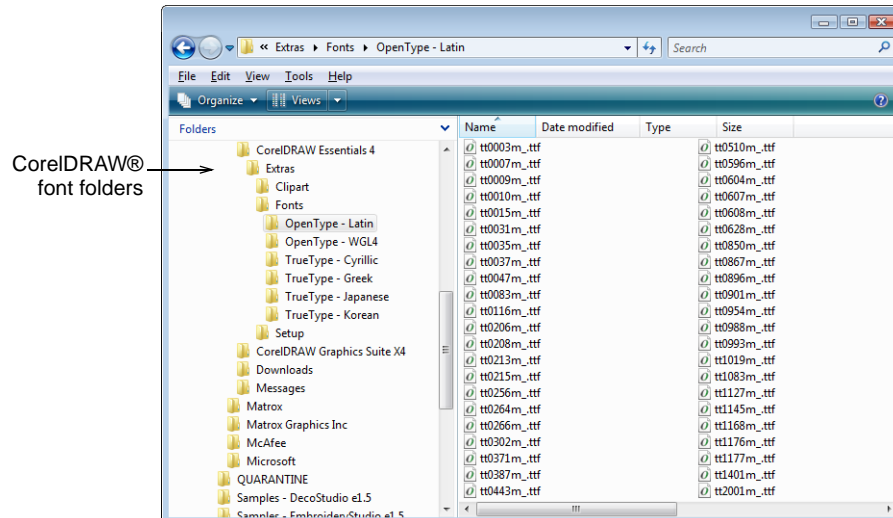 « Extras ▸ Fonts ▸ OpenType - Latin
Search
File Edit View Tools Help
Organize Views
Folders
Name Date modified Type Size
CorelDRAW®
font folders
CorelDRAW Essentials 4
Extras
Clipart
Fonts
OpenType - Latin
OpenType - WGL4
TrueType - Cyrillic
TrueType - Greek
TrueType - Japanese
TrueType - Korean
Setup
CorelDRAW Graphics Suite X4
Downloads
Messages
Matrox
Matrox Graphics Inc
McAfee
Microsoft
QUARANTINE
Samples - DecoStudio e1.5
Samples - EmbroideryStudio e1.5
tt0003m_.ttf
tt0007m_.ttf
tt0009m_.ttf
tt0010m_.ttf
tt0015m_.ttf
tt0031m_.ttf
tt0035m_.ttf
tt0037m_.ttf
tt0047m_.ttf
tt0083m_.ttf
tt0116m_.ttf
tt0206m_.ttf
tt0208m_.ttf
tt0213m_.ttf
tt0215m_.ttf
tt0256m_.ttf
tt0264m_.ttf
tt0266m_.ttf
tt0302m_.ttf
tt0371m_.ttf
tt0387m_.ttf
tt0443m_.ttf
tt0510m_.ttf
tt0596m_.ttf
tt0604m_.ttf
tt0607m_.ttf
tt0608m_.ttf
tt0628m_.ttf
tt0850m_.ttf
tt0867m_.ttf
tt0896m_.ttf
tt0901m_.ttf
tt0954m_.ttf
tt0988m_.ttf
tt0993m_.ttf
tt1019m_.ttf
tt1083m_.ttf
tt1127m_.ttf
tt1145m_.ttf
tt1168m_.ttf
tt1176m_.ttf
tt1177m_.ttf
tt1401m_.ttf
tt2001m_.ttf